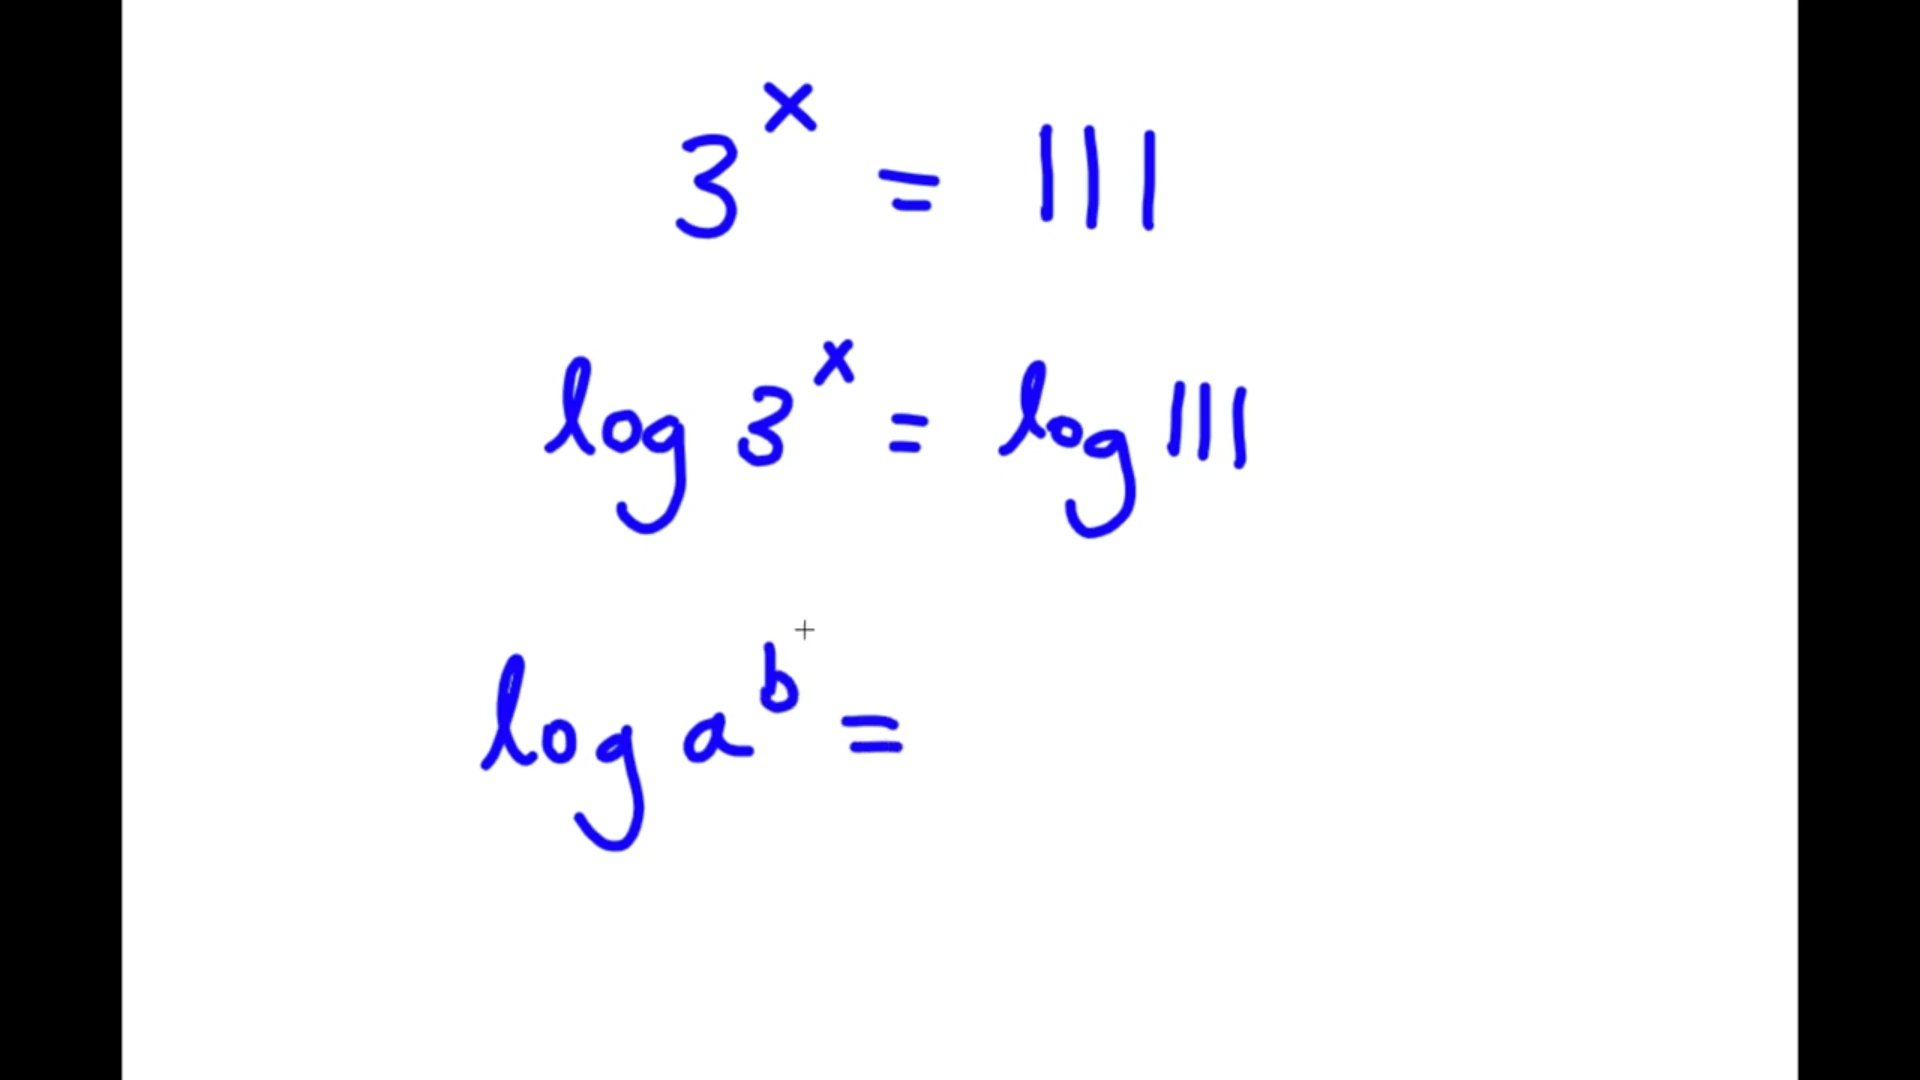 3^x = 111
log 3^x = log 111
log a^b =